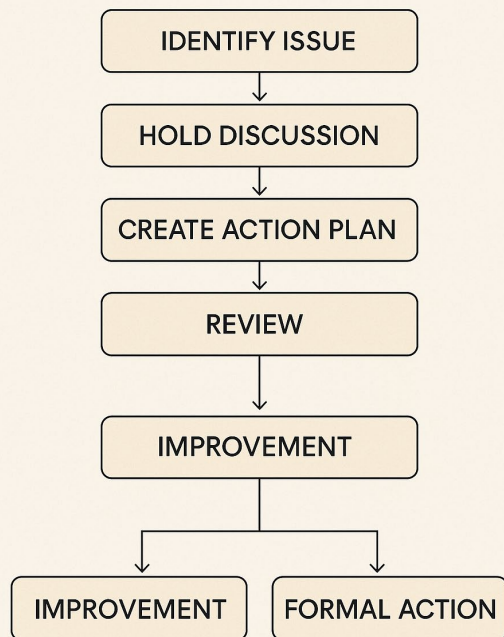 IDENTIFY ISSUE
HOLD DISCUSSION
CREATE ACTION PLAN
REVIEW
IMPROVEMENT
IMPROVEMENT
FORMAL ACTION